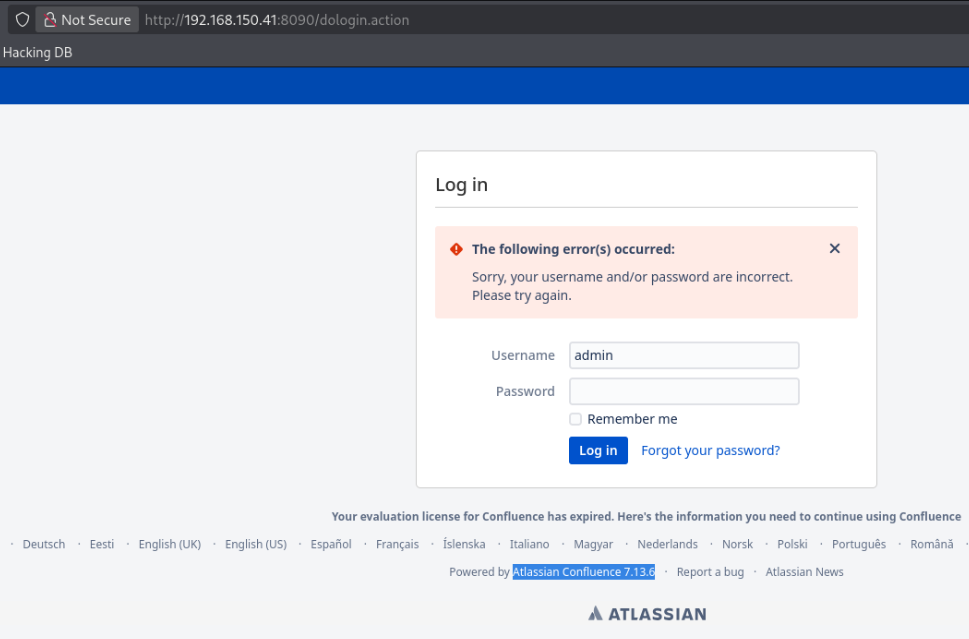 Not Secure http://192.168.150.41:8090/dologin.action
Hacking DB
Log in
The following error(s) occurred:
Sorry, your username and/or password are incorrect.
Please try again.
Username admin
Password
Remember me
Log in Forgot your password?
Your evaluation license for Confluence has expired. Here's the information you need to continue using Confluence
· Deutsch · Eesti · English (UK) · English (US) · Español · Français · Íslenska · Italiano · Magyar · Nederlands · Norsk · Polski · Português · Română ·
Powered by Atlassian Confluence 7.13.6 · Report a bug · Atlassian News
ATLASSIAN